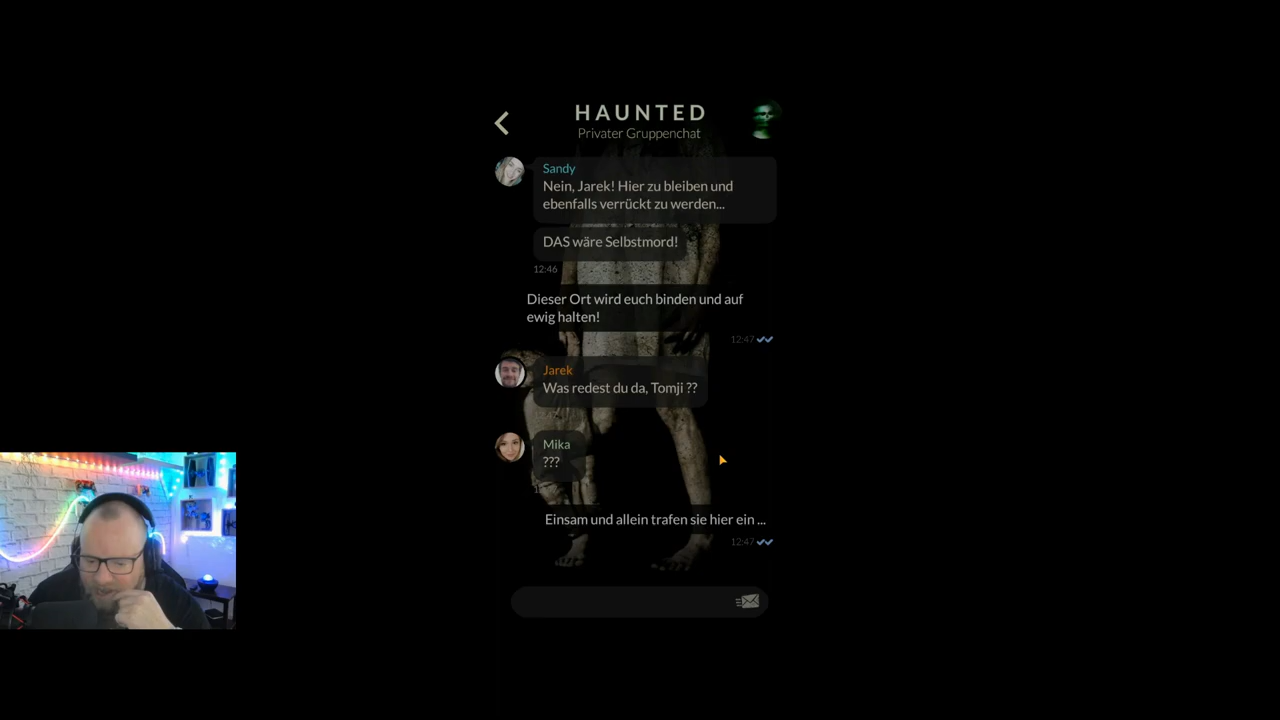 HAUNTED
Privater Gruppenchat
Sandy
Nein, Jarek! Hier zu bleiben und
ebenfalls verrückt zu werden...
DAS wäre Selbstmord!
12:46
Dieser Ort wird euch binden und auf
ewig halten!
12:47
Jarek
Was redest du da, Tomji ??
Mika
???
Einsam und allein trafen sie hier ein ...
12:47